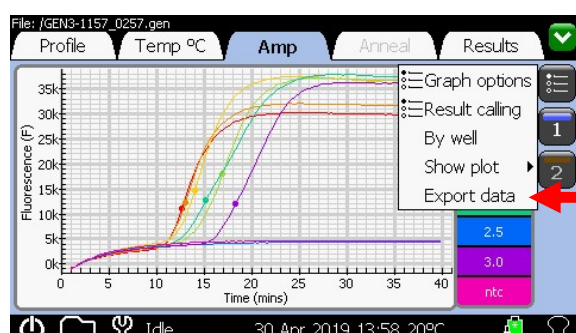 File: /GEN3-1157_0257.gen
Profile Temp ºC Amp Anneal Results
Graph options
Result calling
By well
Show plot
Export data
1
2
Fluorescence (F)
35k
30k
25k
20k
15k
10k
5k
0k
0 5 10 15 20 25 30 35 40
Time (mins)
2.5
3.0
ntc
Idle 30 Apr 2019 13:58 20ºC